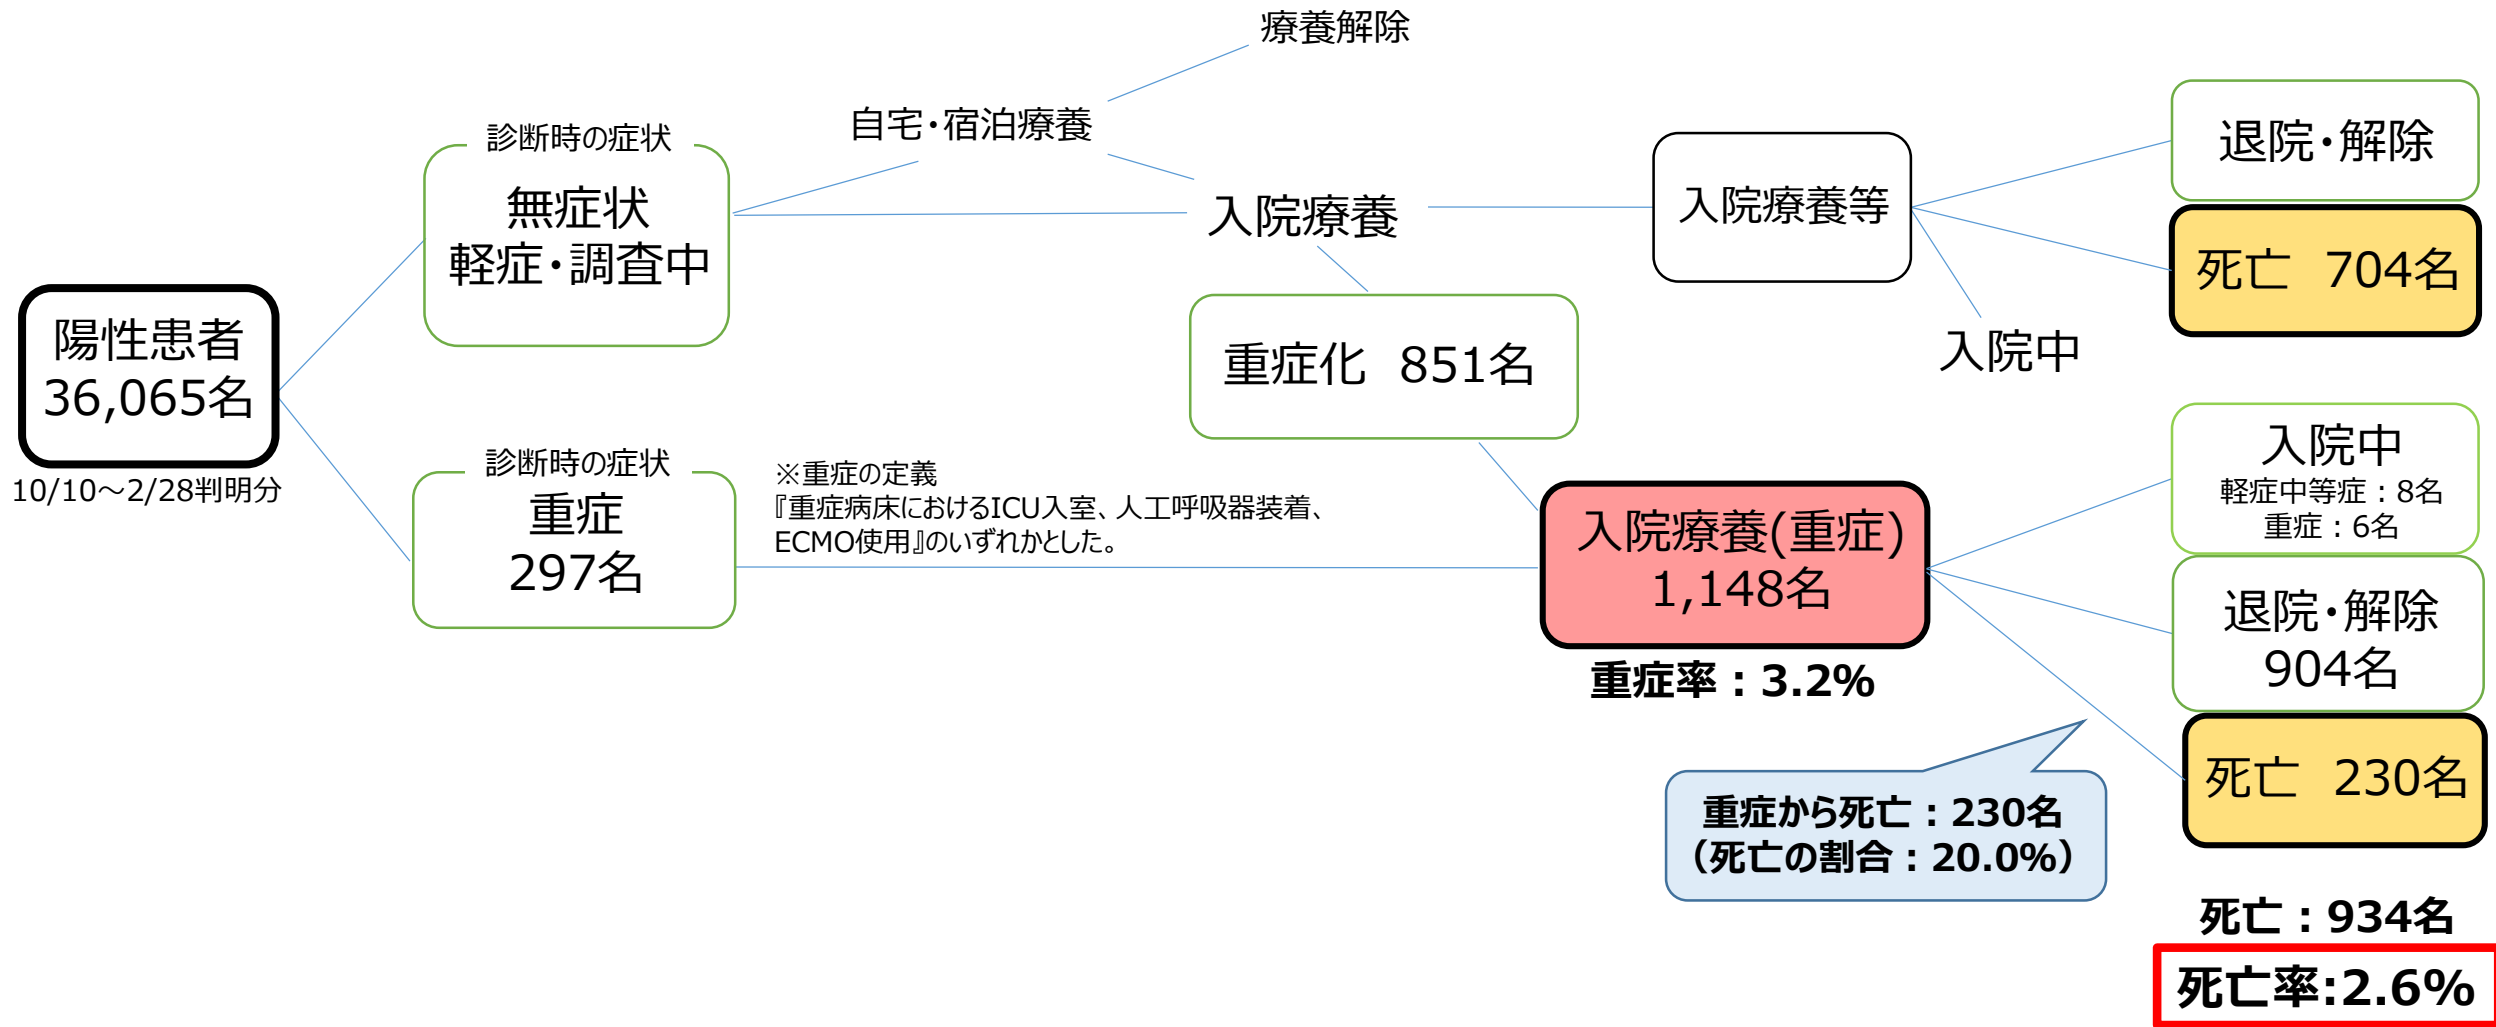 療養解除
自宅・宿泊療養
診断時の症状
無症状
軽症・調査中
入院療養
入院療養等
退院・解除
死亡　704名
入院中
陽性患者
36,065名
10/10～2/28判明分
重症化　851名
診断時の症状
重症
297名
※重症の定義
『重症病床におけるICU入室、人工呼吸器装着、
ECMO使用』のいずれかとした。
入院療養(重症)
1,148名
重症率：3.2%
入院中
軽症中等症：8名
重症：6名
退院・解除
904名
死亡　230名
重症から死亡：230名
（死亡の割合：20.0%）
死亡：934名
死亡率:2.6%